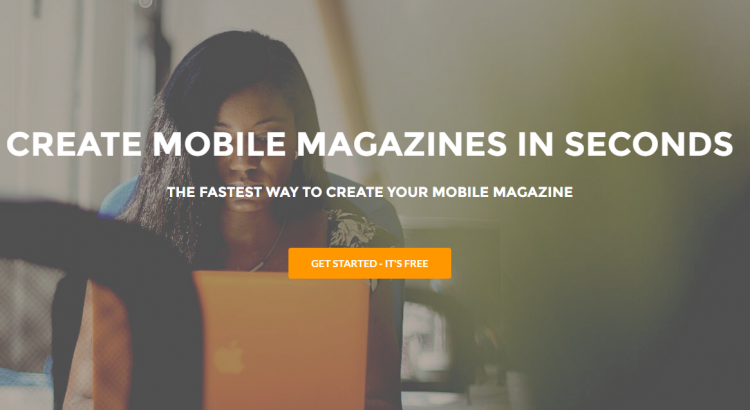 CREATE MOBILE MAGAZINES IN SECONDS
THE FASTEST WAY TO CREATE YOUR MOBILE MAGAZINE
GET STARTED - IT'S FREE